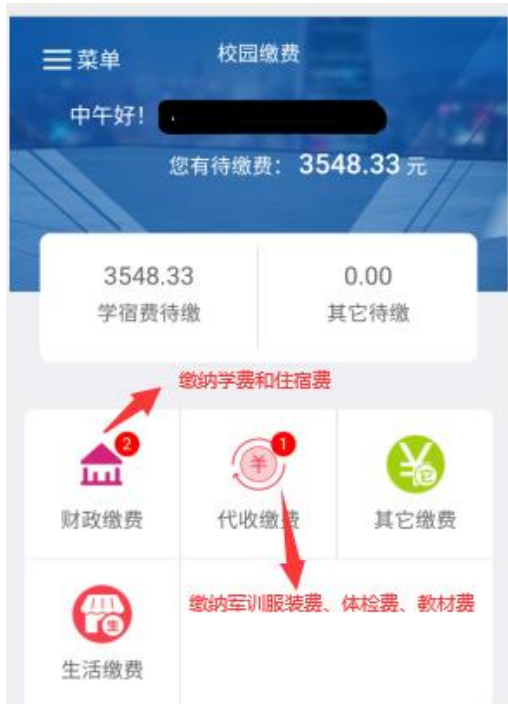 菜单
校园缴费
中午好!
您有待缴费: 3548.33 元
3548.33
0.00
学宿费待缴
其它待缴
缴纳学费和住宿费
2
1
¥
¥
它
财政缴费
代收缴费
其它缴费
缴纳军训服装费、体检费、教材费
生
生活缴费